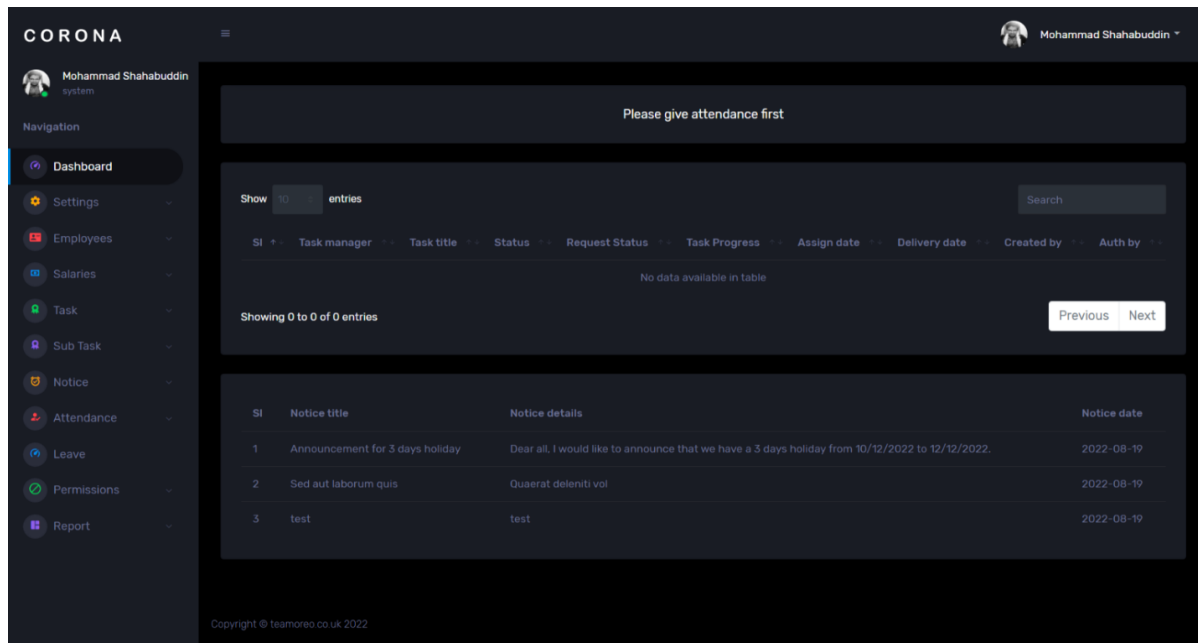 CORONA
Mohammad Shahabuddin
Mohammad Shahabuddin
system
Navigation
Dashboard
Settings
Employees
Salaries
Task
Sub Task
Notice
Attendance
Leave
Permissions
Report
Please give attendance first
Show 10 entries
Search
Sl Task manager Task title Status Request Status Task Progress Assign date Delivery date Created by Auth by
No data available in table
Showing 0 to 0 of 0 entries
Previous Next
Sl Notice title Notice details Notice date
1 Announcement for 3 days holiday Dear all, I would like to announce that we have a 3 days holiday from 10/12/2022 to 12/12/2022. 2022-08-19
2 Sed aut laborum quis Quaerat deleniti vol 2022-08-19
3 test test 2022-08-19
Copyright © teamoreo.co.uk 2022